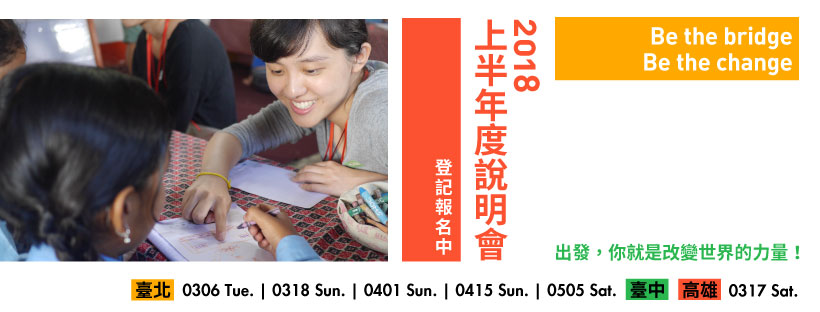 2018
上半年度說明會
登記報名中
Be the bridge
Be the change
出發，你就是改變世界的力量！
臺北 0306 Tue. | 0318 Sun. | 0401 Sun. | 0415 Sun. | 0505 Sat. 臺中 高雄 0317 Sat.